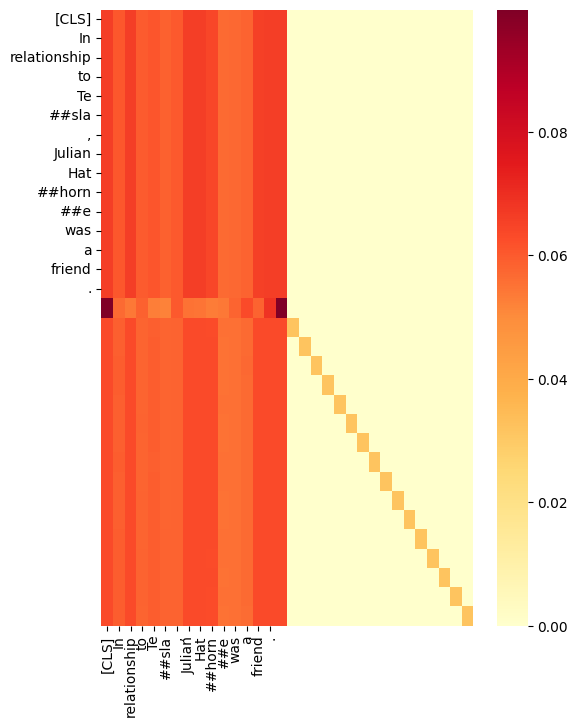 [CLS]
In
relationship
to
Te
##sla
,
Julian
Hat
##horn
##e
was
a
friend
.
0.08
0.06
0.04
0.02
0.00
[CLS]
In
relationship
to
Te
##sla
,
Julian
Hat
##horn
##e
was
a
friend
.